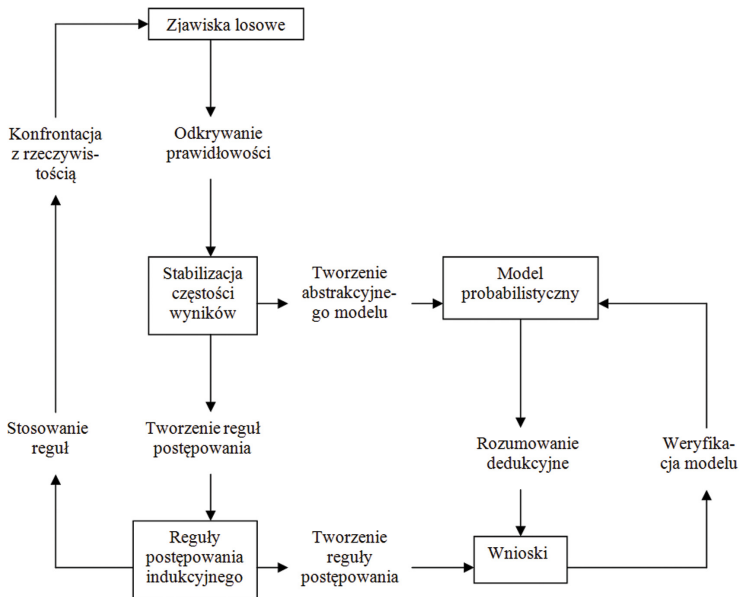 Zjawiska losowe
Konfrontacja
z rzeczywis-
tością
Odkrywanie
prawidłowości
Stabilizacja
częstości
wyników
Tworzenie
abstrakcyjne-
go modelu
Model
probabilistyczny
Stosowanie
reguł
Tworzenie reguł
postępowania
Rozumowanie
dedukcyjne
Weryfika-
cja modelu
Reguły
postępowania
indukcyjnego
Tworzenie
reguły
postępowania
Wnioski